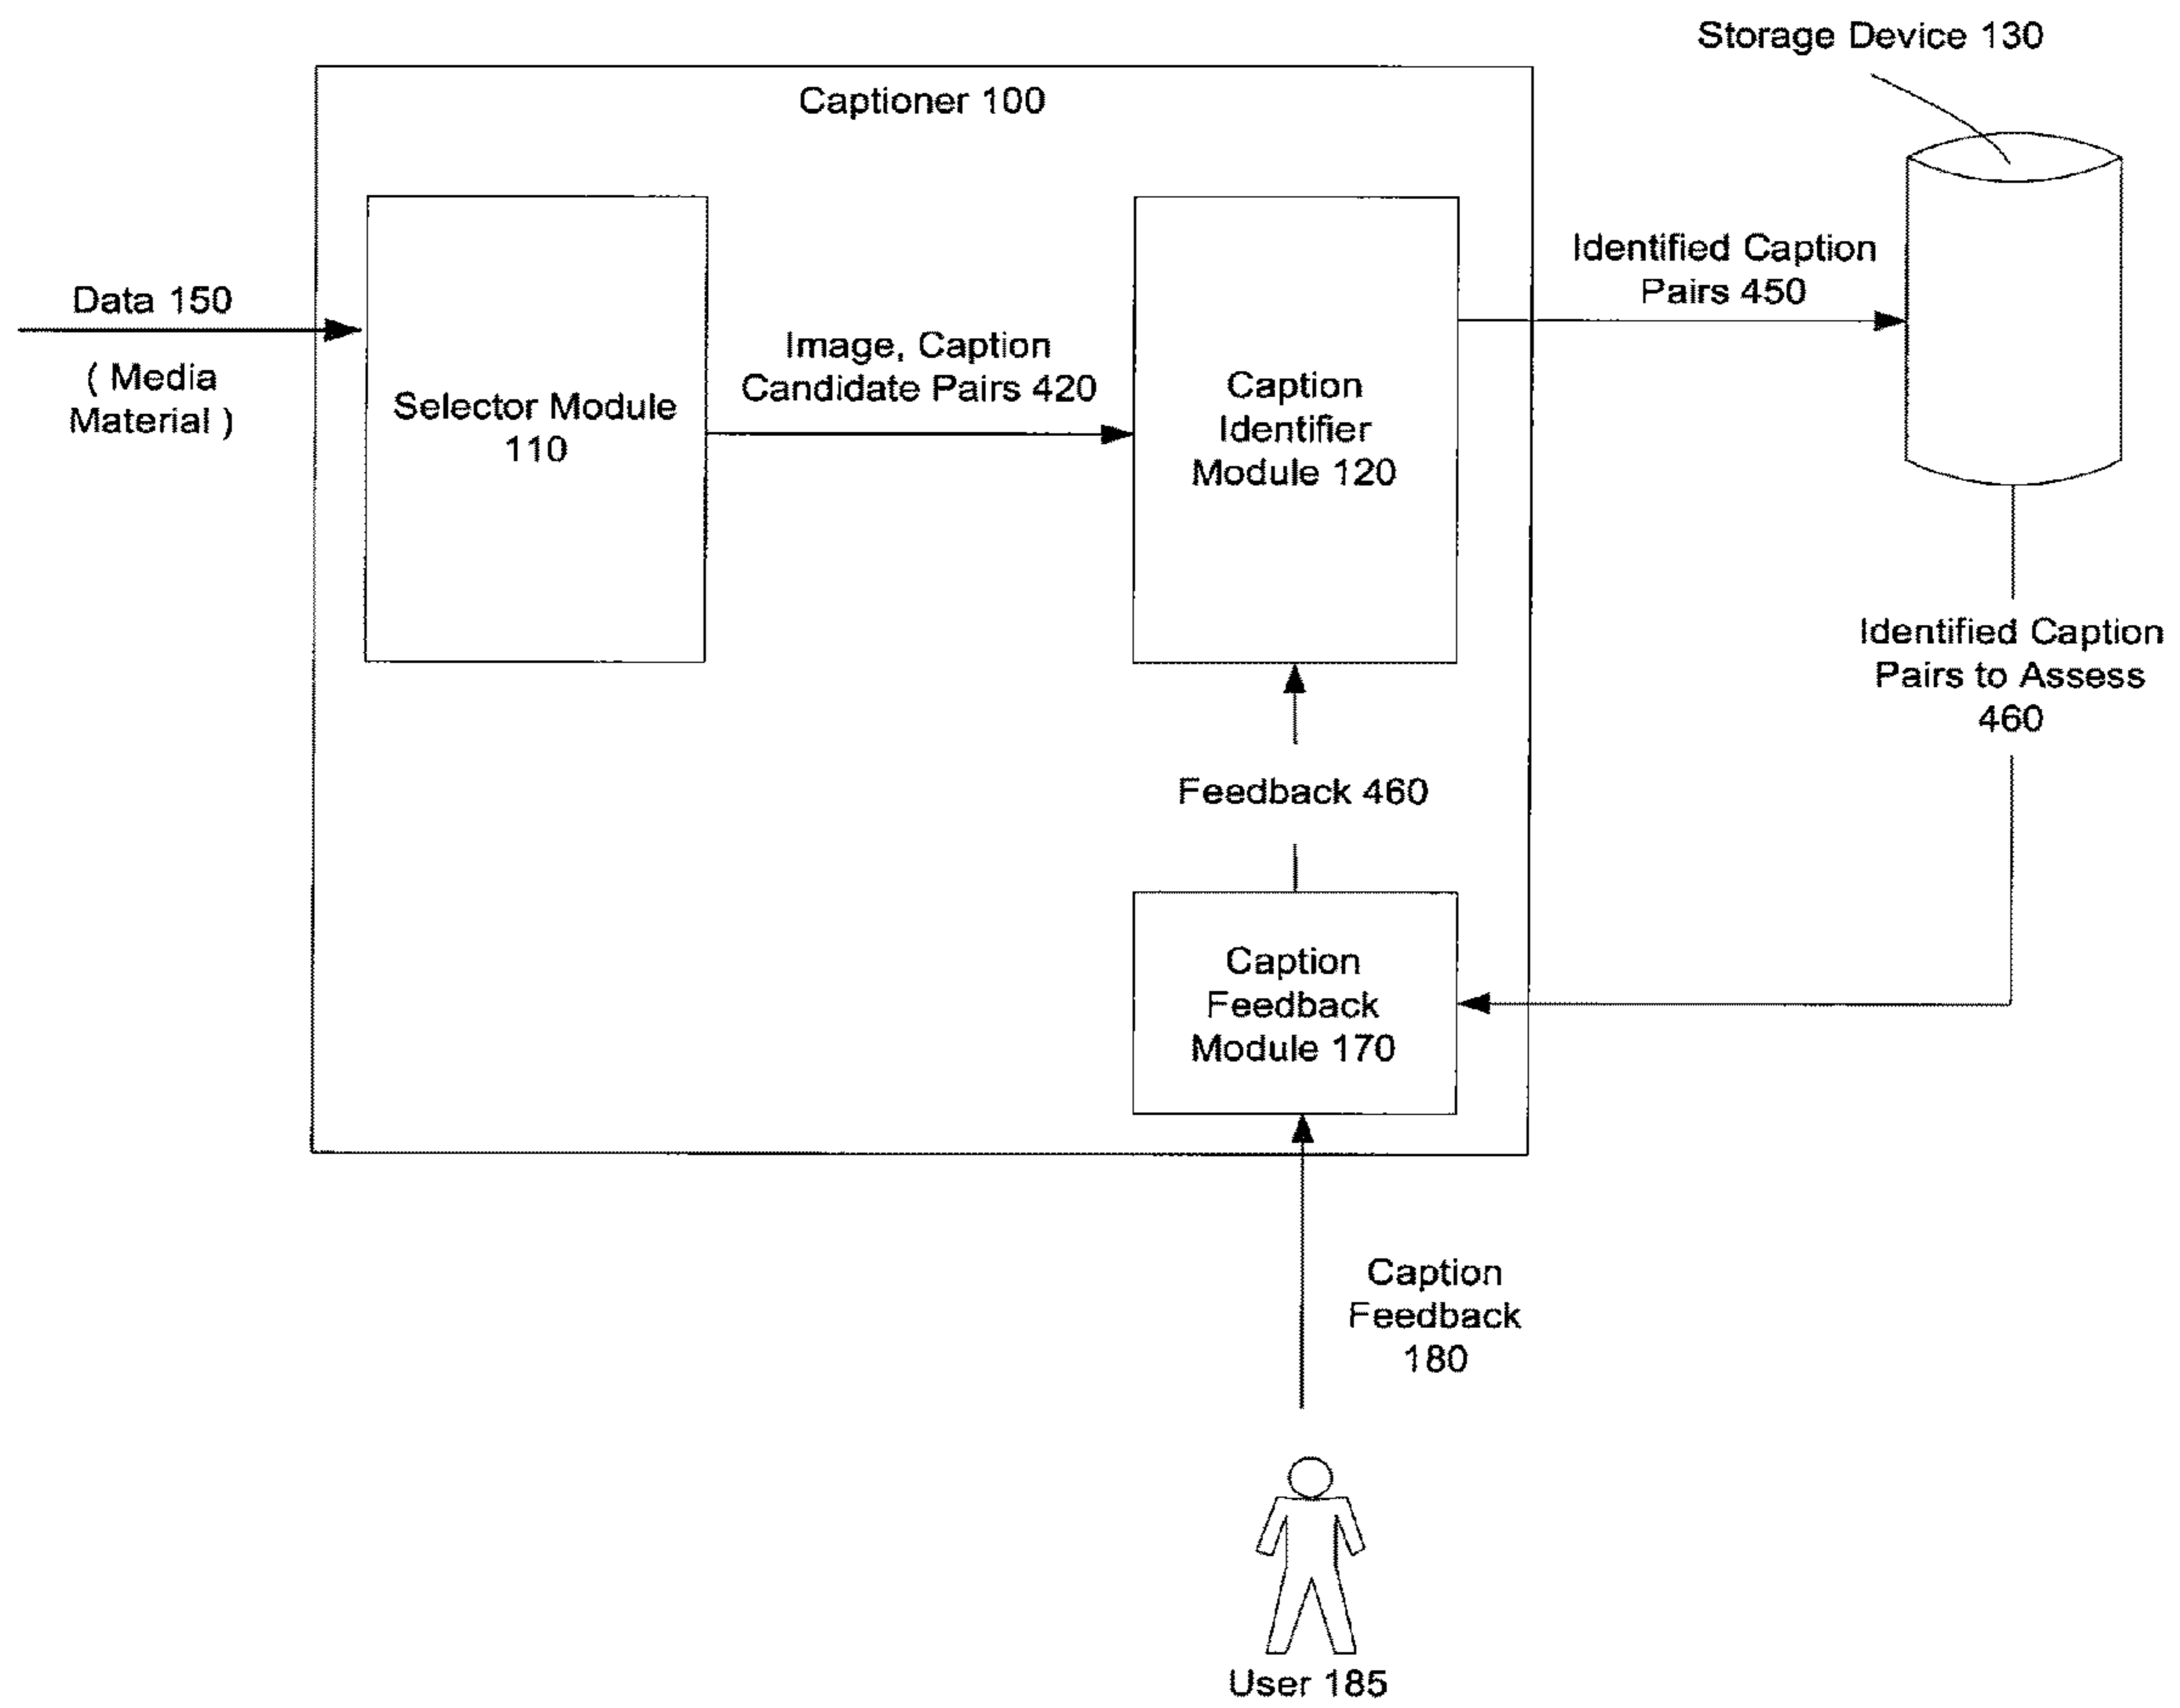 Storage Device 130
Captioner 100
Data 150
( Media
Material )
Selector Module
110
Image, Caption
Candidate Pairs 420
Caption
Identifier
Module 120
Identified Caption
Pairs 450
Identified Caption
Pairs to Assess
460
Feedback 460
Caption
Feedback
Module 170
Caption
Feedback
180
User 185